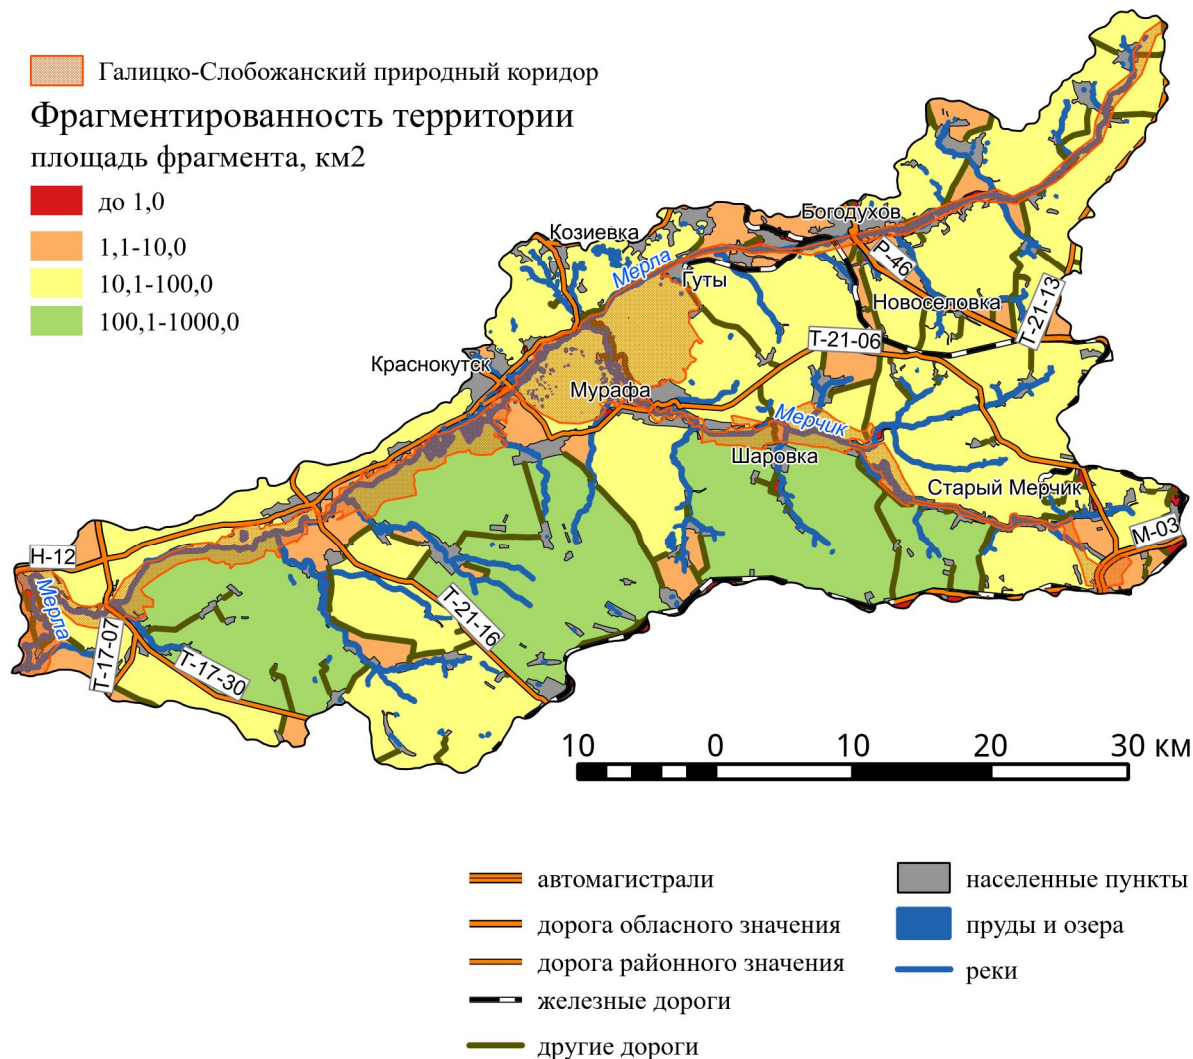 Галицко-Слобожанский природный коридор
Фрагментированность территории
площадь фрагмента, км2
до 1,0
1,1-10,0
10,1-100,0
100,1-1000,0
Богодухов
Козиевка
Мерла
Р-46
Гуты
Новоселовка
Т-21-13
Т-21-06
Краснокутск
Мурафа
Мерчик
Шаровка
Старый Мерчик
М-03
Н-12
Мерла
Т-21-16
Т-17-07
Т-17-30
10 0 10 20 30 км
автомагистрали
дорога обласного значения
дорога районного значения
железные дороги
другие дороги
населенные пункты
пруды и озера
реки